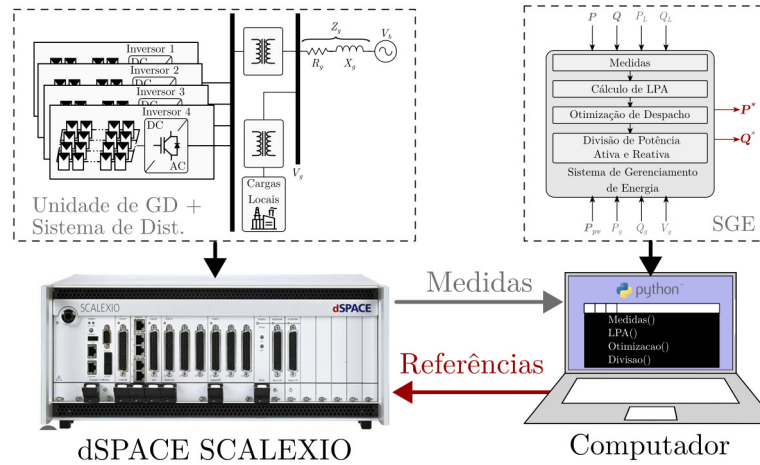 Inversor 1
DC
Inversor 2
DC
Inversor 3
DC
Inversor 4
DC
AC
Unidade de GD +
Sistema de Dist.
Cargas
Locais
V_g
Z_g
R_g
X_g
V_b
P
Q
P_L
Q_L
Medidas
Cálculo de LPA
Otimização de Despacho
Divisão de Potência
Ativa e Reativa
Sistema de Gerenciamento
de Energia
P*
Q*
P_pv
P_g
Q_g
V_g
SGE
SCALEXIO
dSPACE
dSPACE SCALEXIO
Medidas
Referências
python
Medidas()
LPA()
Otimizacao()
Divisao()
Computador